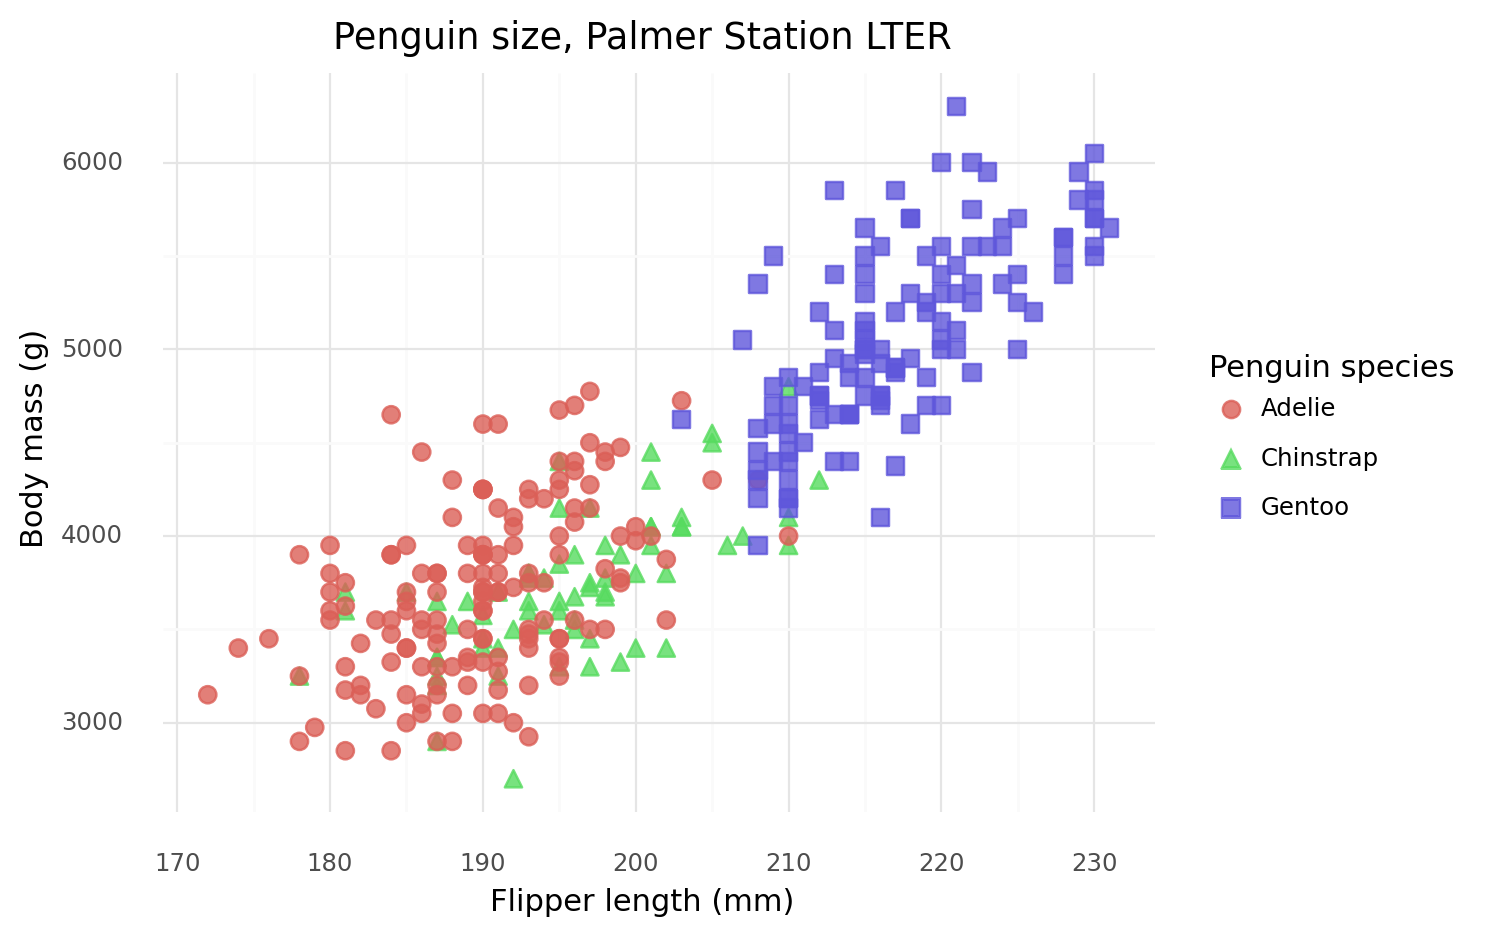 Penguin size, Palmer Station LTER
6000
5000
4000
3000
Body mass (g)
170 180 190 200 210 220 230
Flipper length (mm)
Penguin species
Adelie
Chinstrap
Gentoo